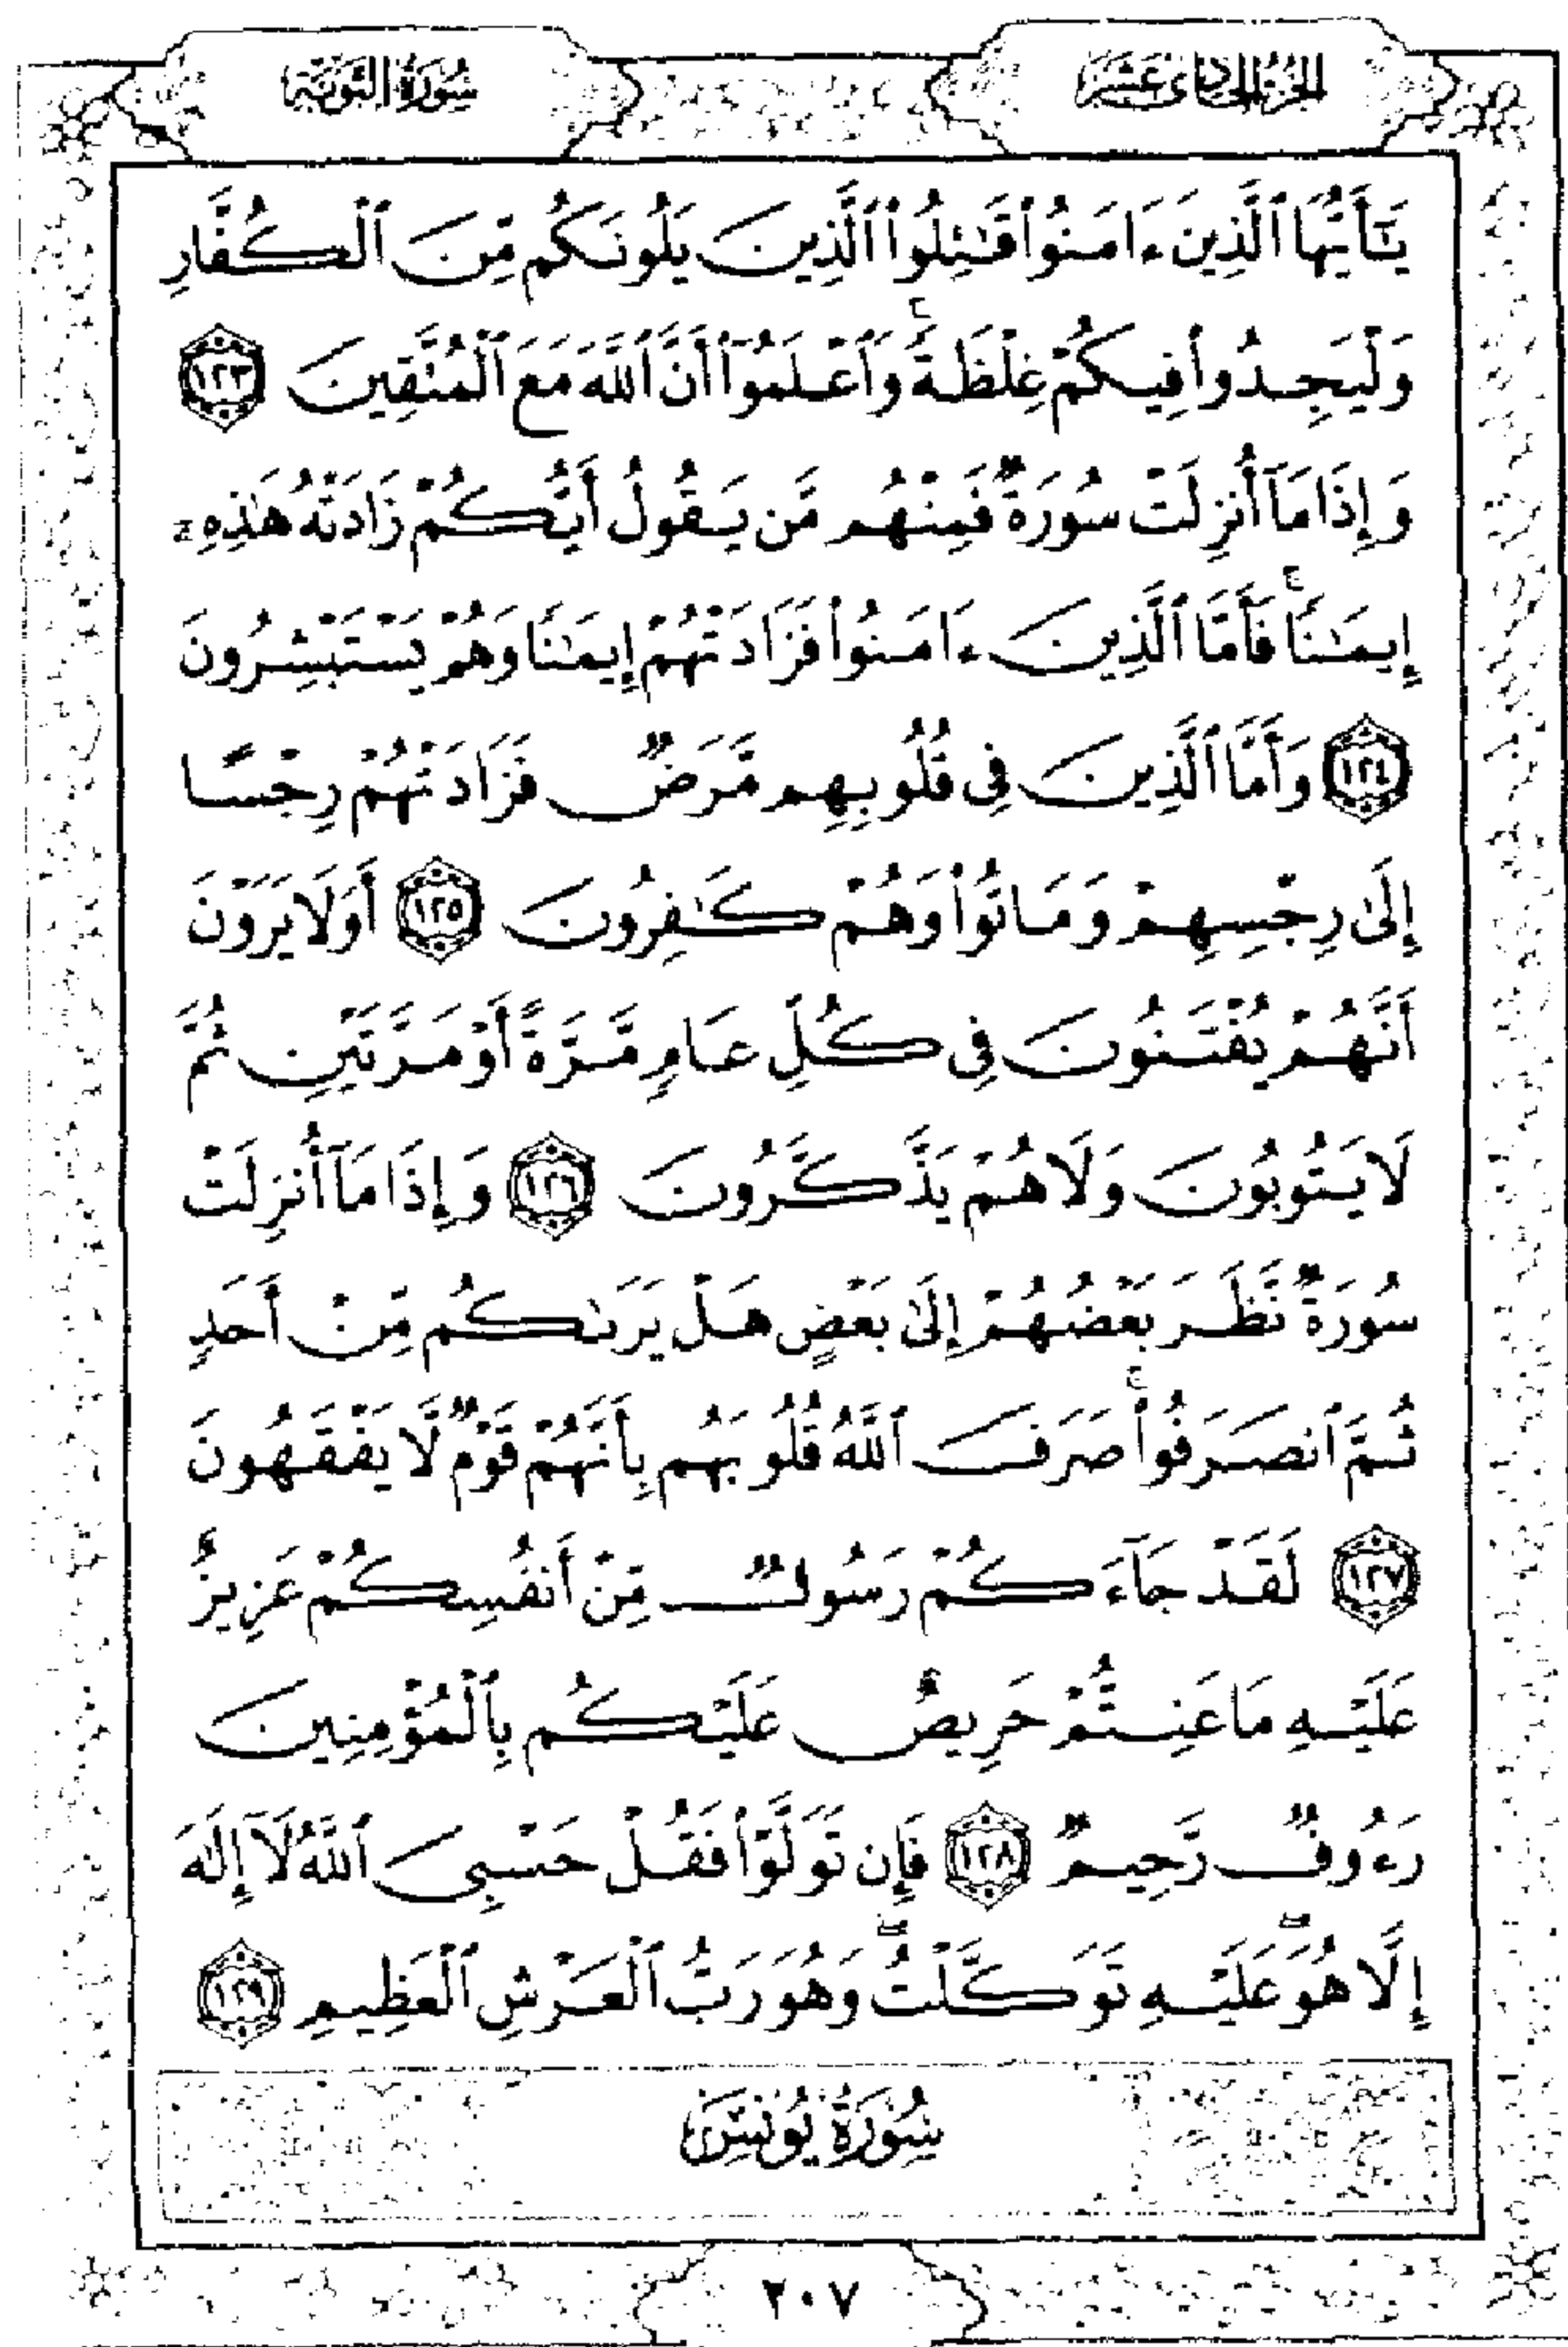 الجزء الحادي عشر
سورة التوبة
يَـٰٓأَيُّهَا ٱلَّذِينَ ءَامَنُوا۟ قَـٰتِلُوا۟ ٱلَّذِينَ يَلُونَكُم مِّنَ ٱلْكُفَّارِ
وَلْيَجِدُوا۟ فِيكُمْ غِلْظَةً ۚ وَٱعْلَمُوٓا۟ أَنَّ ٱللَّهَ مَعَ ٱلْمُتَّقِينَ ١٢٣
وَإِذَا مَآ أُنزِلَتْ سُورَةٌ فَمِنْهُم مَّن يَقُولُ أَيُّكُمْ زَادَتْهُ هَـٰذِهِۦٓ
إِيمَـٰنًا ۚ فَأَمَّا ٱلَّذِينَ ءَامَنُوا۟ فَزَادَتْهُمْ إِيمَـٰنًا وَهُمْ يَسْتَبْشِرُونَ
١٢٤ وَأَمَّا ٱلَّذِينَ فِى قُلُوبِهِم مَّرَضٌ فَزَادَتْهُمْ رِجْسًا
إِلَىٰ رِجْسِهِمْ وَمَاتُوا۟ وَهُمْ كَـٰفِرُونَ ١٢٥ أَوَلَا يَرَوْنَ
أَنَّهُمْ يُفْتَنُونَ فِى كُلِّ عَامٍ مَّرَّةً أَوْ مَرَّتَيْنِ ثُمَّ
لَا يَتُوبُونَ وَلَا هُمْ يَذَّكَّرُونَ ١٢٦ وَإِذَا مَآ أُنزِلَتْ
سُورَةٌ نَّظَرَ بَعْضُهُمْ إِلَىٰ بَعْضٍ هَلْ يَرَىٰكُم مِّنْ أَحَدٍ
ثُمَّ ٱنصَرَفُوا۟ ۚ صَرَفَ ٱللَّهُ قُلُوبَهُم بِأَنَّهُمْ قَوْمٌ لَّا يَفْقَهُونَ
١٢٧ لَقَدْ جَآءَكُمْ رَسُولٌ مِّنْ أَنفُسِكُمْ عَزِيزٌ
عَلَيْهِ مَا عَنِتُّمْ حَرِيصٌ عَلَيْكُم بِٱلْمُؤْمِنِينَ
رَءُوفٌ رَّحِيمٌ ١٢٨ فَإِن تَوَلَّوْا۟ فَقُلْ حَسْبِىَ ٱللَّهُ لَآ إِلَـٰهَ
إِلَّا هُوَ ۖ عَلَيْهِ تَوَكَّلْتُ ۖ وَهُوَ رَبُّ ٱلْعَرْشِ ٱلْعَظِيمِ ١٢٩
سُورَةُ يُونُسَ
٢٠٧